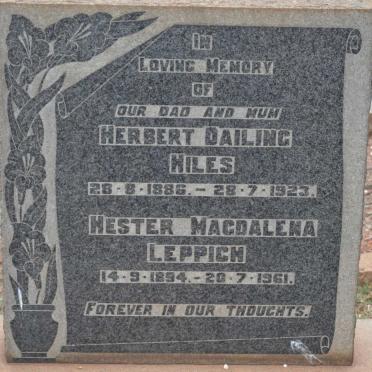 IN
LOVING MEMORY
OF
OUR DAD AND MUM
HERBERT DAILING
HILES
28-8-1886.-28-7-1923.
HESTER MAGDALENA
LEPPICH
14-9-1894.-20-7-1961.
FOREVER IN OUR THOUGHTS.